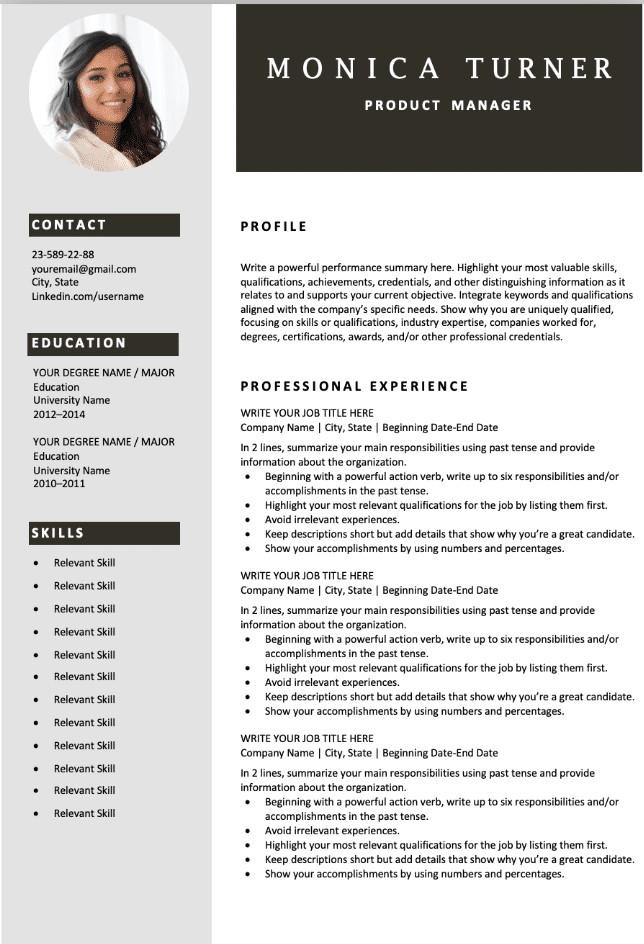 MONICA TURNER
PRODUCT MANAGER
CONTACT
23-589-22-88
youremail@gmail.com
City, State
Linkedin.com/username
EDUCATION
YOUR DEGREE NAME / MAJOR
Education
University Name
2012–2014
YOUR DEGREE NAME / MAJOR
Education
University Name
2010–2011
SKILLS
• Relevant Skill
• Relevant Skill
• Relevant Skill
• Relevant Skill
• Relevant Skill
• Relevant Skill
• Relevant Skill
• Relevant Skill
• Relevant Skill
• Relevant Skill
• Relevant Skill
• Relevant Skill
PROFILE
Write a powerful performance summary here. Highlight your most valuable skills,
qualifications, achievements, credentials, and other distinguishing information as it
relates to and supports your current objective. Integrate keywords and qualifications
aligned with the company's specific needs. Show why you are uniquely qualified,
focusing on skills or qualifications, industry expertise, companies worked for,
degrees, certifications, awards, and/or other professional credentials.
PROFESSIONAL EXPERIENCE
WRITE YOUR JOB TITLE HERE
Company Name | City, State | Beginning Date-End Date
In 2 lines, summarize your main responsibilities using past tense and provide
information about the organization.
• Beginning with a powerful action verb, write up to six responsibilities and/or
accomplishments in the past tense.
• Highlight your most relevant qualifications for the job by listing them first.
• Avoid irrelevant experiences.
• Keep descriptions short but add details that show why you're a great candidate.
• Show your accomplishments by using numbers and percentages.
WRITE YOUR JOB TITLE HERE
Company Name | City, State | Beginning Date-End Date
In 2 lines, summarize your main responsibilities using past tense and provide
information about the organization.
• Beginning with a powerful action verb, write up to six responsibilities and/or
accomplishments in the past tense.
• Highlight your most relevant qualifications for the job by listing them first.
• Avoid irrelevant experiences.
• Keep descriptions short but add details that show why you're a great candidate.
• Show your accomplishments by using numbers and percentages.
WRITE YOUR JOB TITLE HERE
Company Name | City, State | Beginning Date-End Date
In 2 lines, summarize your main responsibilities using past tense and provide
information about the organization.
• Beginning with a powerful action verb, write up to six responsibilities and/or
accomplishments in the past tense.
• Avoid irrelevant experiences.
• Highlight your most relevant qualifications for the job by listing them first.
• Keep descriptions short but add details that show why you're a great candidate.
• Show your accomplishments by using numbers and percentages.